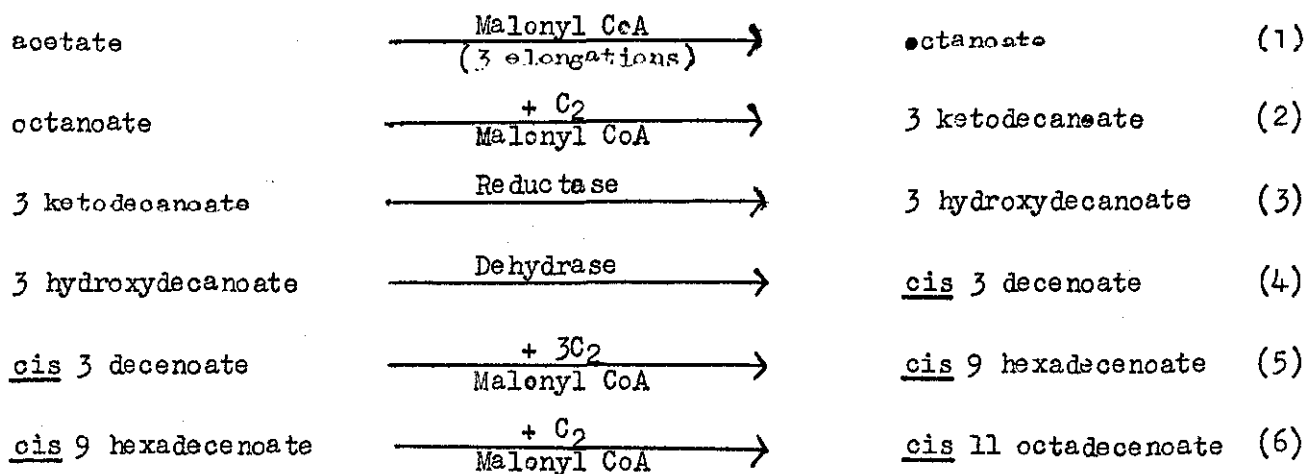 acetate Malonyl CoA (3 elongations) octanoate (1)
octanoate + C2 Malonyl CoA 3 ketodecanoate (2)
3 ketodecanoate Reductase 3 hydroxydecanoate (3)
3 hydroxydecanoate Dehydrase cis 3 decenoate (4)
cis 3 decenoate + 3C2 Malonyl CoA cis 9 hexadecenoate (5)
cis 9 hexadecenoate + C2 Malonyl CoA cis 11 octadecenoate (6)